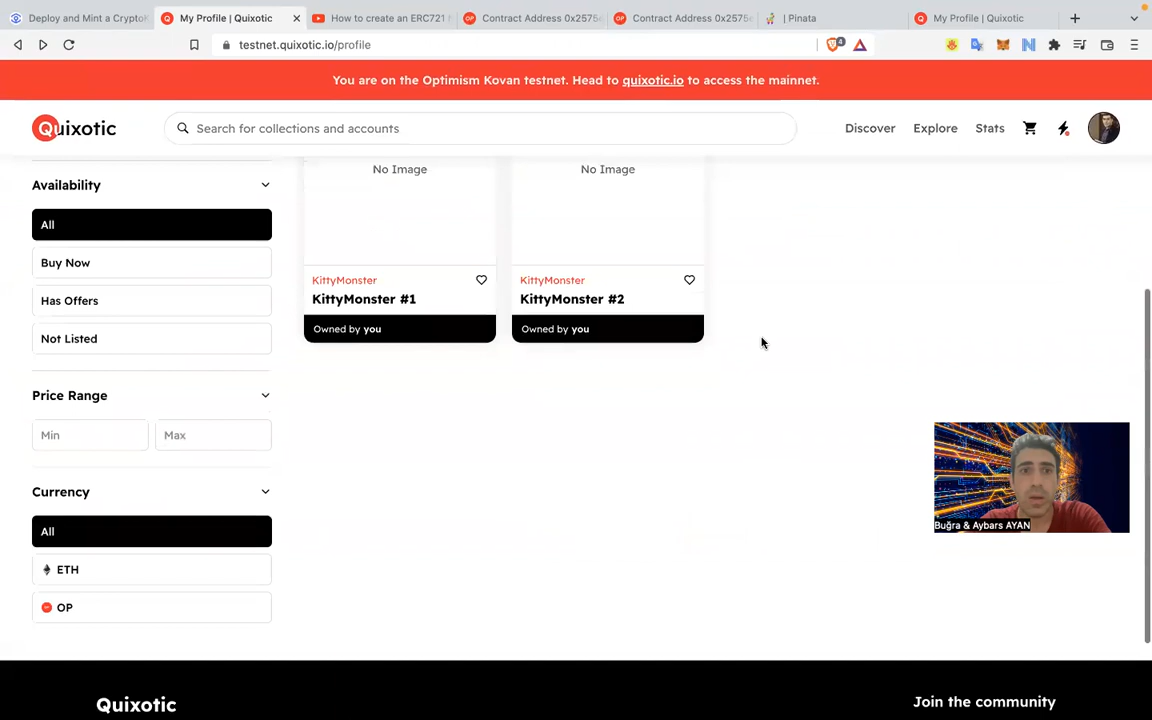 Deploy and Mint a CryptoK
My Profile | Quixotic
How to create an ERC721
Contract Address 0x2575
Contract Address 0x2575
| Pinata
My Profile | Quixotic
testnet.quixotic.io/profile
You are on the Optimism Kovan testnet. Head to quixotic.io to access the mainnet.
Quixotic
Search for collections and accounts
Discover
Explore
Stats
Availability
All
Buy Now
Has Offers
Not Listed
Price Range
Min
Max
Currency
All
ETH
OP
No Image
No Image
KittyMonster
KittyMonster #1
Owned by you
KittyMonster
KittyMonster #2
Owned by you
Buğra & Aybars AYAN
Quixotic
Join the community